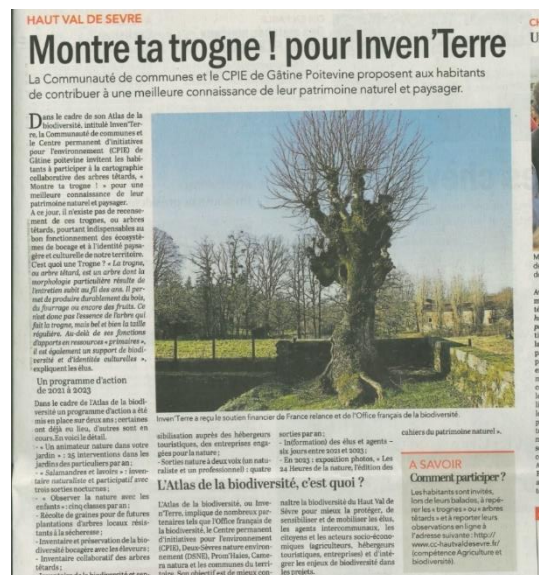 HAUT VAL DE SEVRE
Montre ta trogne ! pour Inven'Terre
La Communauté de communes et le CPIE de Gâtine Poitevine proposent aux habitants
de contribuer à une meilleure connaissance de leur patrimoine naturel et paysager.
Dans le cadre de son Atlas de la
biodiversité, intitulé Inven'Ter-
re, la Communauté de communes et
le Centre permanent d'initiatives
pour l'environnement (CPIE) de
Gâtine poitevine invitent les habi-
tants à participer à la cartographie
collaborative des arbres têtards, «
Montre ta trogne ! » pour une
meilleure connaissance de leur
patrimoine naturel et paysager.
A ce jour, il n'existe pas de recense-
ment de ces trognes, ou arbres
têtards, pourtant indispensables au
bon fonctionnement des écosystè-
mes de bocage et à l'identité paysa-
gère et culturelle de notre territoire.
C'est quoi une Trogne ? « La trogne,
ou arbre têtard, est un arbre dont la
morphologie particulière résulte de
l'entretien subit au fil des ans. Il per-
met de produire durablement du bois,
du fourrage ou encore des fruits. Ce
n'est donc pas l'essence de l'arbre qui
fait la trogne, mais bel et bien la taille
régulière. Au-delà de ses fonctions
d'apports en ressources « primaires »,
il est également un support de biodi-
versité et d'identités culturelles »,
expliquent les élus.
Un programme d'action
de 2021 à 2023
Dans le cadre de l'Atlas de la biodi-
versité un programme d'action a été
mis en place sur deux ans ; certaines
ont déjà eu lieu, d'autres sont en
cours. En voici le détail.
- « Un animateur nature dans votre
jardin » : 25 interventions dans les
jardins des particuliers par an ;
- « Salamandres et lavoirs » : inven-
taire naturaliste et participatif avec
trois sorties nocturnes ;
- « Observer la nature avec les
enfants » : cinq classes par an ;
- Récolte de graines pour de futures
plantations d'arbres locaux résis-
tants à la sécheresse ;
- Inventaire et préservation de la bio-
diversité bocagère avec les éleveurs ;
- Inventaire collaboratif des arbres
têtards ;
Inven'Terre a reçu le soutien financier de France relance et de l'Office français de la biodiversité.
sibilisation auprès des hébergeurs
touristiques, des entreprises enga-
gées pour la nature ;
- Sorties nature à deux voix (un natu-
raliste et un professionnel) : quatre
sorties par an ;
- Information) des élus et agents -
six jours entre 2021 et 2023 ;
- En 2023 : exposition photos, « Les
24 Heures de la nature, l'édition des
cahiers du patrimoine naturel ».
L'Atlas de la biodiversité, c'est quoi ?
L'Atlas de la biodiversité, ou Inve-
n'Terre, implique de nombreux par-
tenaires tels que l'Office français de
la biodiversité, le Centre permanent
d'initiatives pour l'environnement
(CPIE), Deux-Sèvres nature environ-
nement (DSNE), Prom'Haies,
ra natura et les communes du terri-
toire. Son objectif est de mieux con-
naître la biodiversité du Haut Val de
Sèvre pour mieux la protéger, de
sensibiliser et de mobiliser les élus,
les agents intercommunaux, les
citoyens et les acteurs socio-écono-
miques (agriculteurs, hébergeurs
touristiques, entreprises) et d'inté-
grer les enjeux de biodiversité dans
les projets.
A SAVOIR
Comment participer ?
Les habitants sont invités,
lors de leurs balades, à repé-
rer les « trognes » ou « arbres
têtards » et à reporter leurs
observations en ligne à
l'adresse suivante : http://
www.cc-hautvaldesevre.fr/
(compétence Agriculture et
biodiversité).